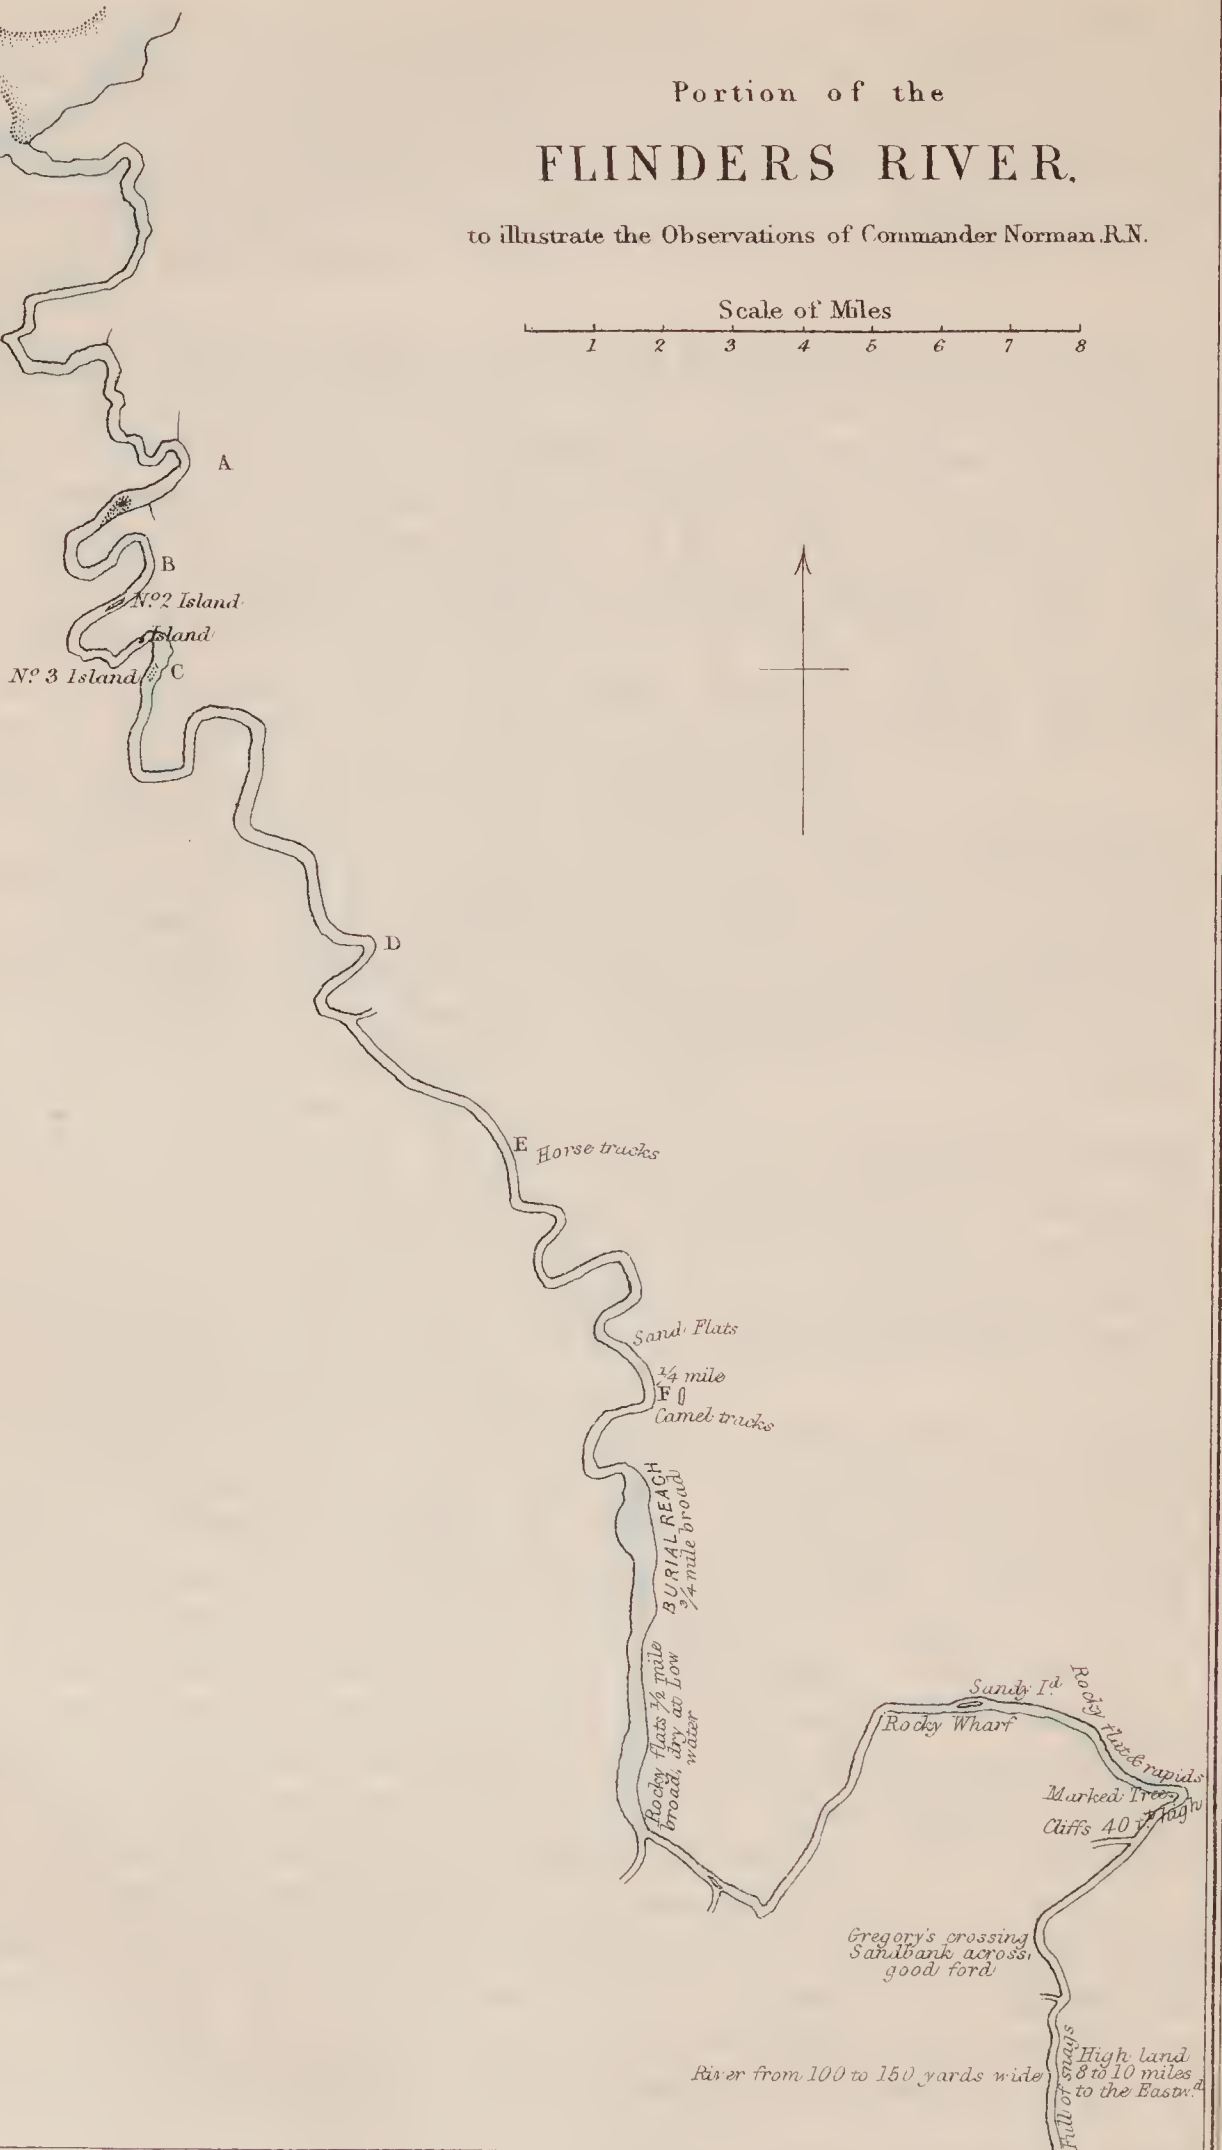 Portion of the
FLINDERS RIVER.
to illustrate the Observations of Commander Norman.R.N.
Scale of Miles
1 2 3 4 5 6 7 8
A
B
No. 2 Island
Island
No. 3 Island
C
D
E
Horse tracks
Sand Flats
1/4 mile
F
Camel tracks
BURIAL REACH
3/4 mile broad
Rocky flats 1/2 mile
broad, dry at Low
water
Sandy Id.
Rocky Wharf
Rocky flat & rapids
Marked Tree
Cliffs 40 ft. high
Gregory's crossing
Sandbank across,
good ford
River from 100 to 150 yards wide
Full of snags
High land
8 to 10 miles
to the Eastwd.